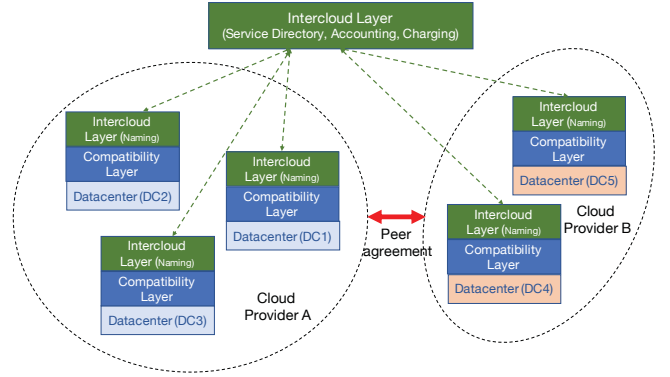 Intercloud Layer
(Service Directory, Accounting, Charging)
Intercloud
Layer (Naming)
Compatibility
Layer
Datacenter (DC2)
Intercloud
Layer (Naming)
Compatibility
Layer
Datacenter (DC1)
Intercloud
Layer (Naming)
Compatibility
Layer
Datacenter (DC3)
Cloud
Provider A
Peer
agreement
Intercloud
Layer (Naming)
Compatibility
Layer
Datacenter (DC5)
Intercloud
Layer (Naming)
Compatibility
Layer
Datacenter (DC4)
Cloud
Provider B